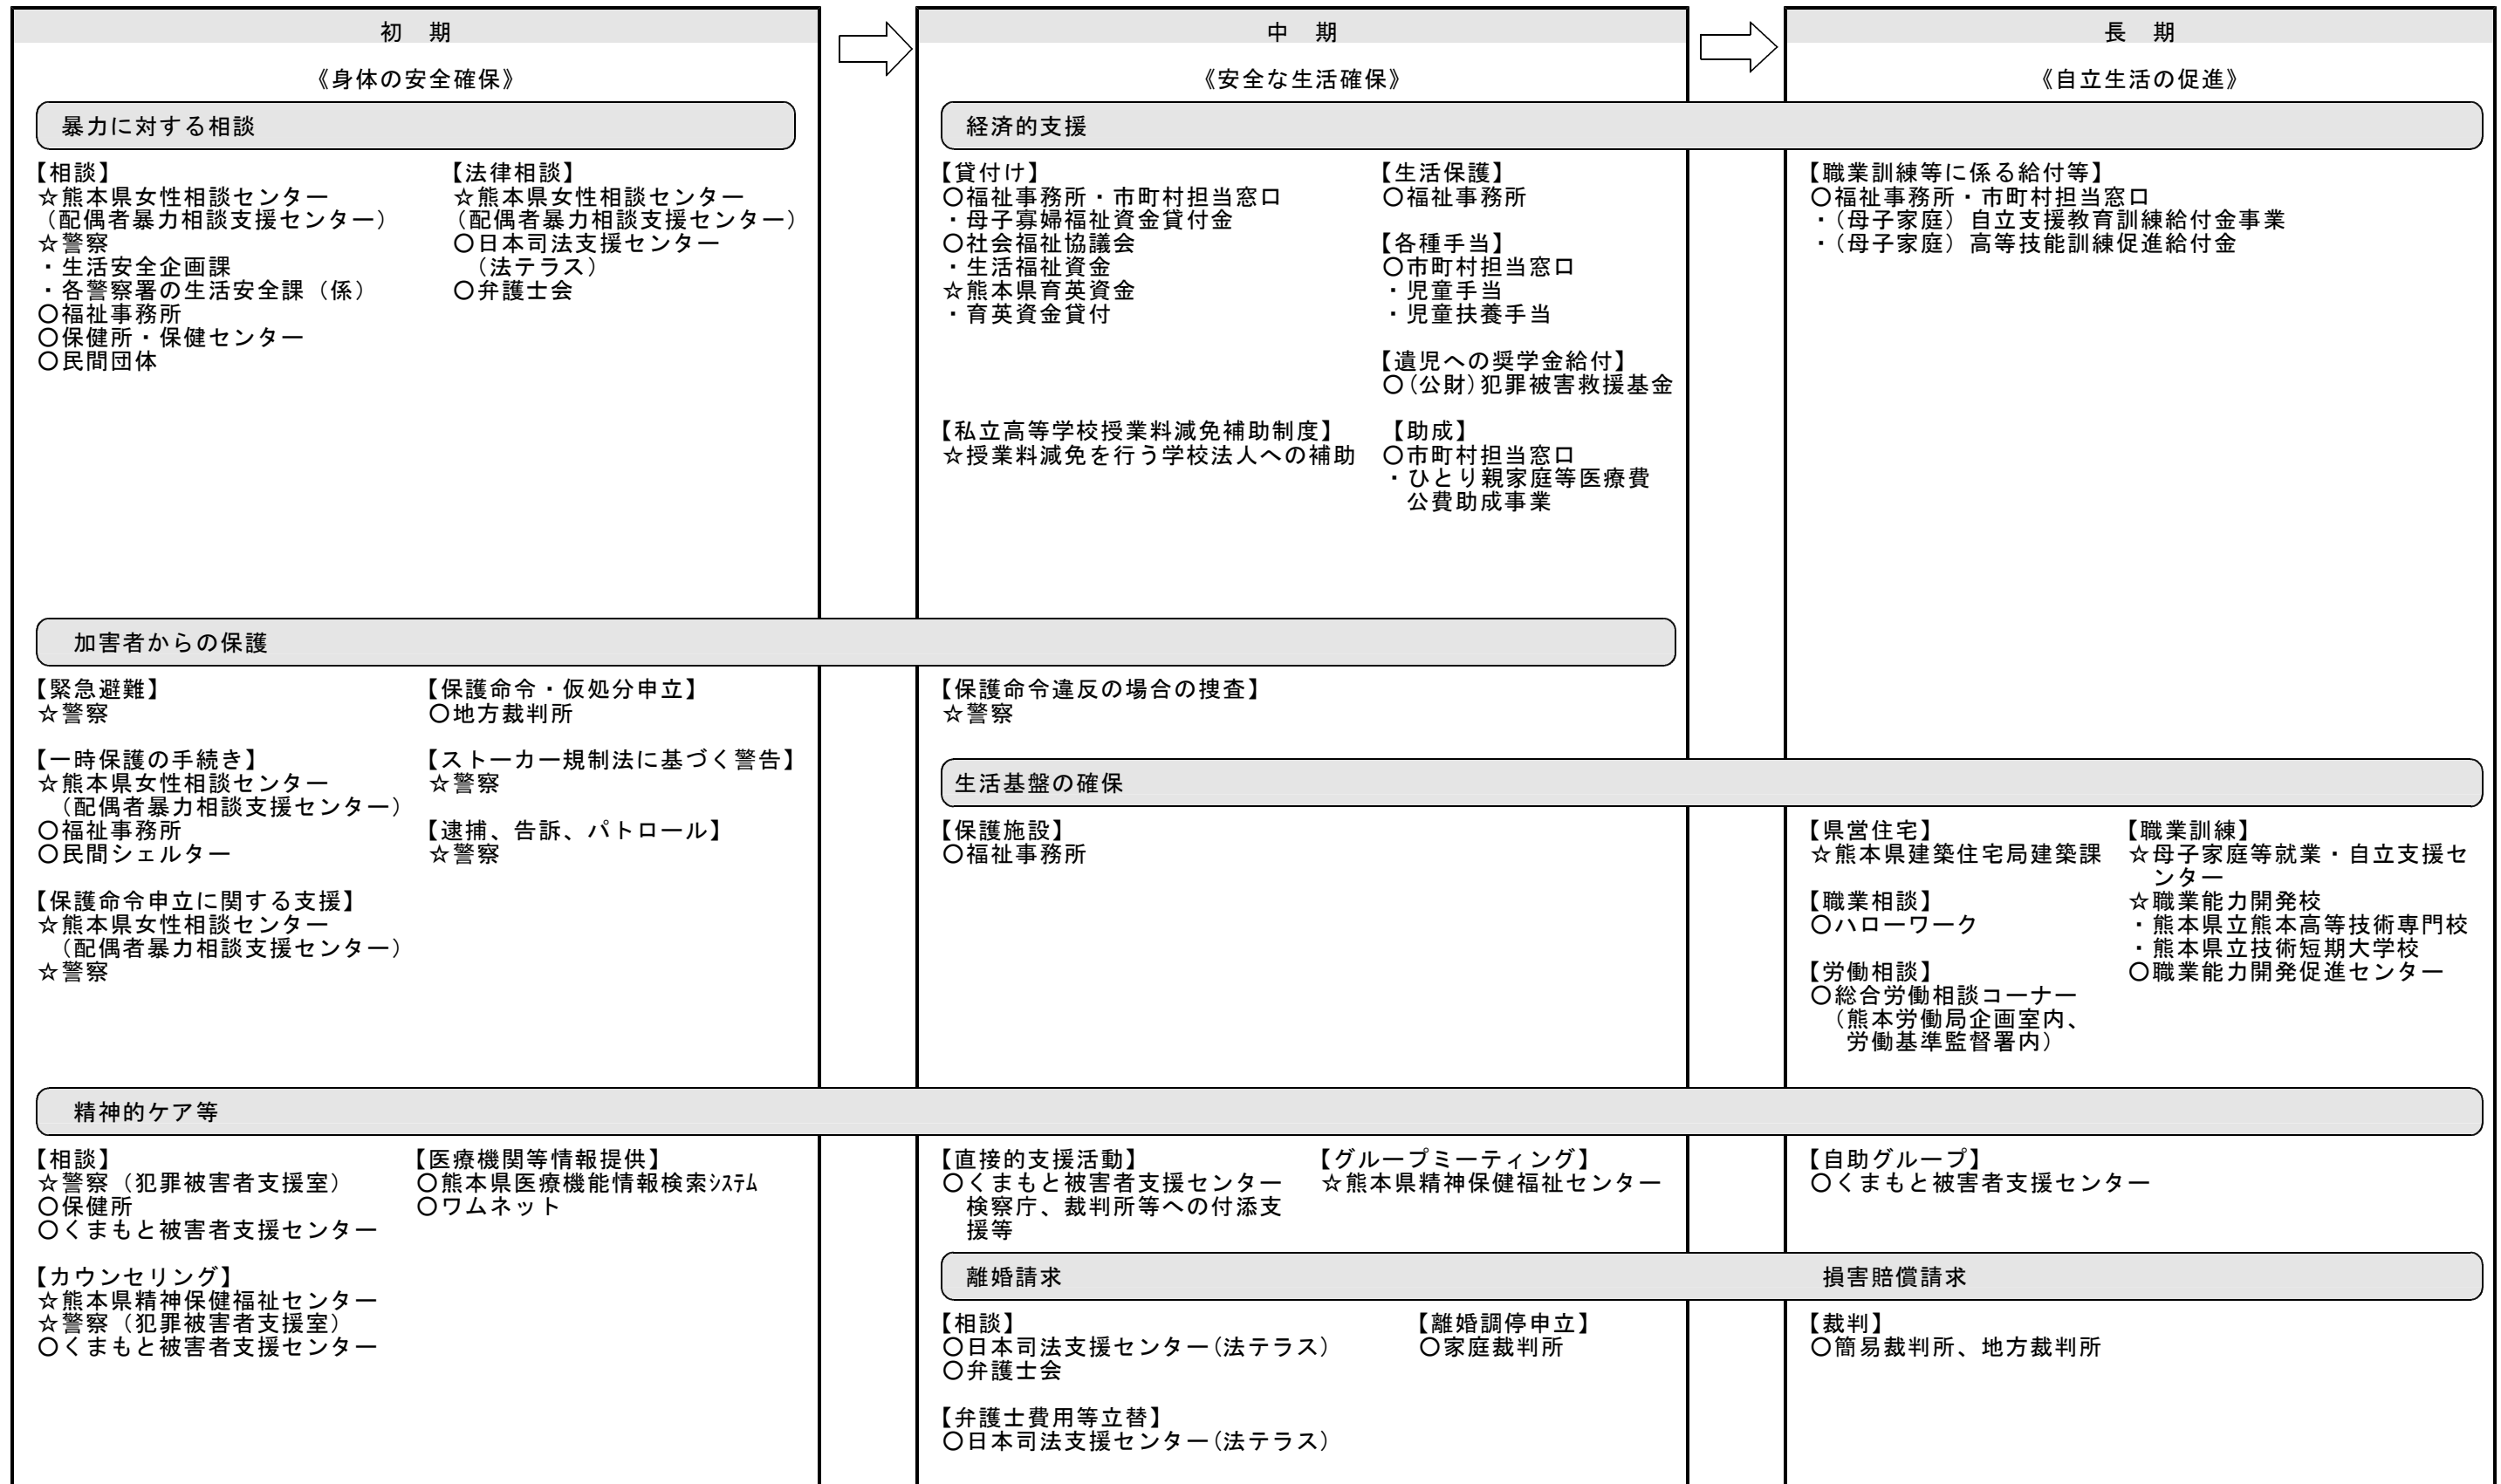 初　期
《身体の安全確保》
中　期
《安全な生活確保》
長　期
《自立生活の促進》
暴力に対する相談
【相談】
☆熊本県女性相談センター
（配偶者暴力相談支援センター）
☆警察
・生活安全企画課
・各警察署の生活安全課（係）
○福祉事務所
○保健所・保健センター
○民間団体
【法律相談】
☆熊本県女性相談センター
（配偶者暴力相談支援センター）
○日本司法支援センター
（法テラス）
○弁護士会
経済的支援
【貸付け】
○福祉事務所・市町村担当窓口
・母子寡婦福祉資金貸付金
○社会福祉協議会
・生活福祉資金
☆熊本県育英資金
・育英資金貸付
【私立高等学校授業料減免補助制度】
☆授業料減免を行う学校法人への補助
【生活保護】
○福祉事務所
【各種手当】
○市町村担当窓口
・児童手当
・児童扶養手当
【遺児への奨学金給付】
○(公財)犯罪被害救援基金
【助成】
○市町村担当窓口
・ひとり親家庭等医療費
公費助成事業
【職業訓練等に係る給付等】
○福祉事務所・市町村担当窓口
・（母子家庭）自立支援教育訓練給付金事業
・（母子家庭）高等技能訓練促進給付金
加害者からの保護
【緊急避難】
☆警察
【一時保護の手続き】
☆熊本県女性相談センター
（配偶者暴力相談支援センター）
○福祉事務所
○民間シェルター
【保護命令申立に関する支援】
☆熊本県女性相談センター
（配偶者暴力相談支援センター）
☆警察
【保護命令・仮処分申立】
○地方裁判所
【ストーカー規制法に基づく警告】
☆警察
【逮捕、告訴、パトロール】
☆警察
【保護命令違反の場合の捜査】
☆警察
生活基盤の確保
【保護施設】
○福祉事務所
【県営住宅】
☆熊本県建築住宅局建築課
【職業相談】
○ハローワーク
【労働相談】
○総合労働相談コーナー
（熊本労働局企画室内、
労働基準監督署内）
【職業訓練】
☆母子家庭等就業・自立支援セ
ンター
☆職業能力開発校
・熊本県立熊本高等技術専門校
・熊本県立技術短期大学校
○職業能力開発促進センター
精神的ケア等
【相談】
☆警察（犯罪被害者支援室）
○保健所
○くまもと被害者支援センター
【カウンセリング】
☆熊本県精神保健福祉センター
☆警察（犯罪被害者支援室）
○くまもと被害者支援センター
【医療機関等情報提供】
○熊本県医療機能情報検索ｼｽﾃﾑ
○ワムネット
【直接的支援活動】
○くまもと被害者支援センター
検察庁、裁判所等への付添支
援等
【グループミーティング】
☆熊本県精神保健福祉センター
【自助グループ】
○くまもと被害者支援センター
離婚請求
損害賠償請求
【相談】
○日本司法支援センター(法テラス)
○弁護士会
【弁護士費用等立替】
○日本司法支援センター(法テラス)
【離婚調停申立】
○家庭裁判所
【裁判】
○簡易裁判所、地方裁判所